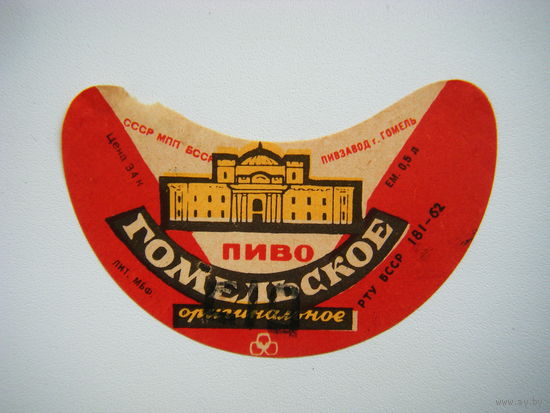 СССР МПП БССР
ПИВЗАВОД г. ГОМЕЛЬ
Цена 34 к
ЕМ. 0,5 л
ПИВО
ГОМЕЛЬСКОЕ
оригинальное
ЛИТ. МБФ.
РТУ БССР 181-62
www.ay.by